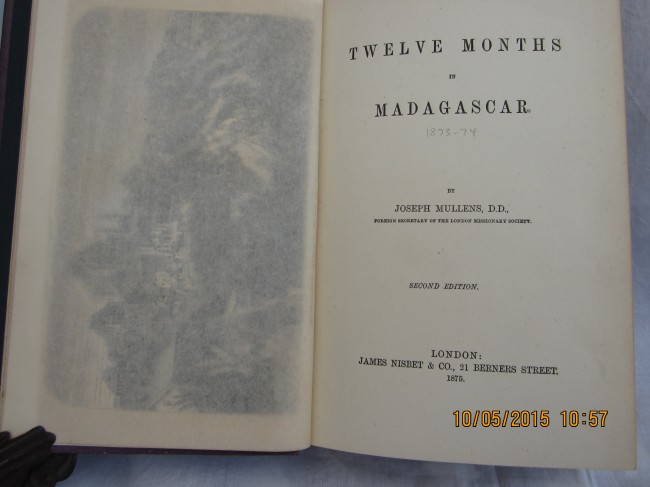 TWELVE MONTHS
IN
MADAGASCAR.
1873-74
BY
JOSEPH MULLENS, D.D.,
FOREIGN SECRETARY OF THE LONDON MISSIONARY SOCIETY.
SECOND EDITION.
LONDON:
JAMES NISBET & CO., 21 BERNERS STREET.
1875.
10/05/2015 10:57